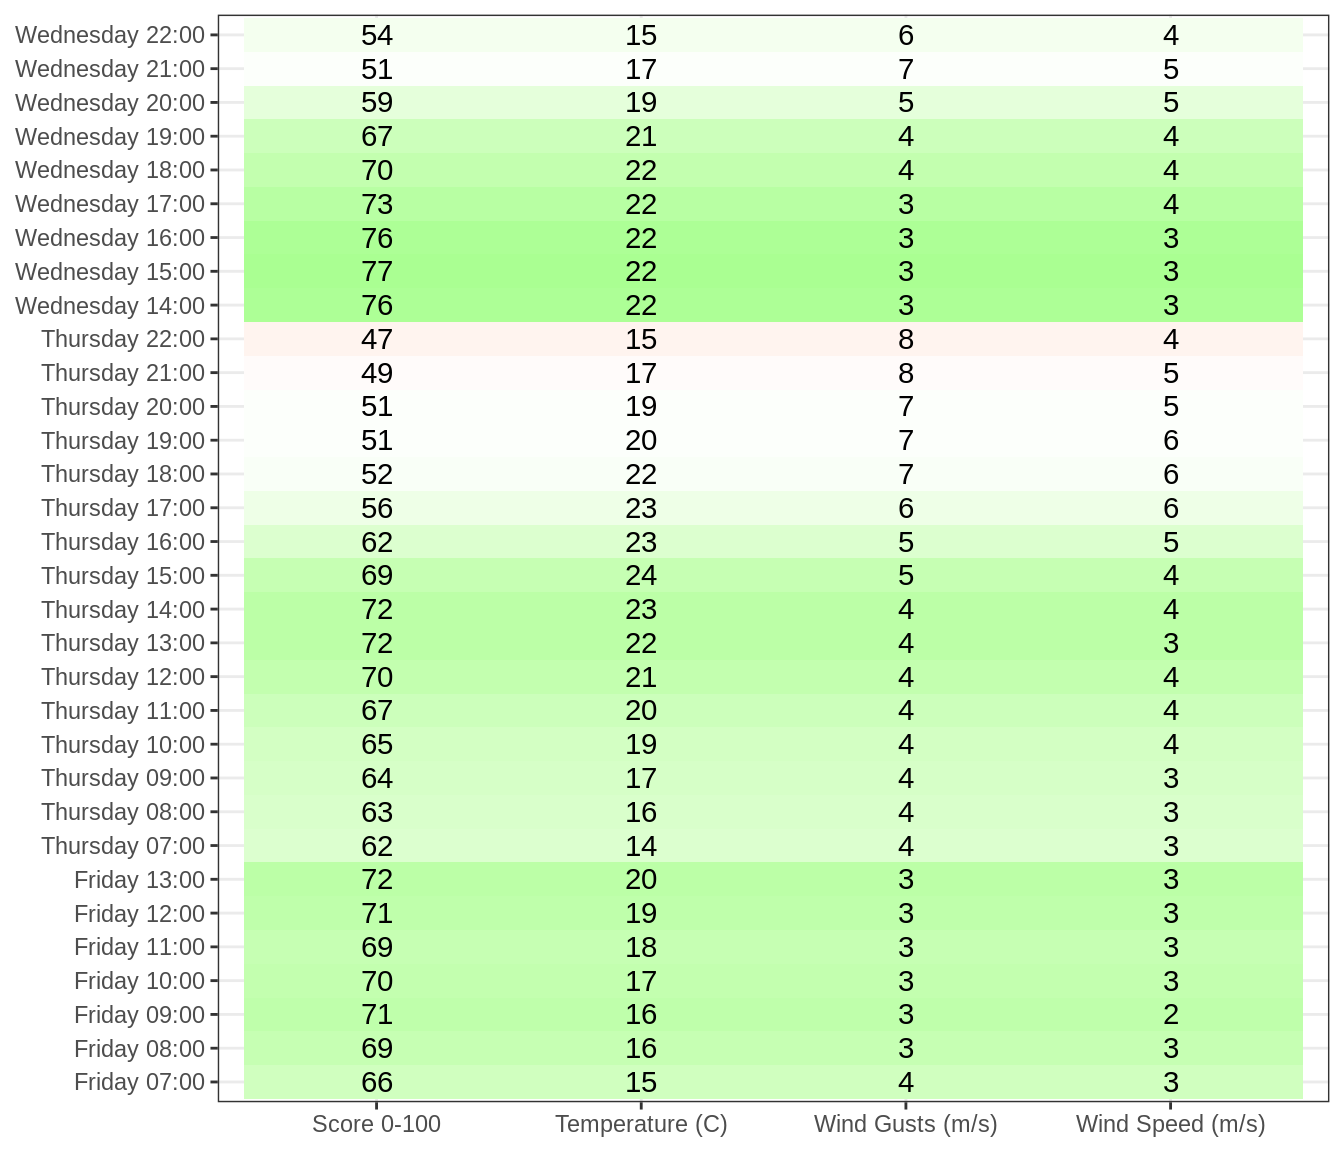 Wednesday 22:00 54 15 6 4
Wednesday 21:00 51 17 7 5
Wednesday 20:00 59 19 5 5
Wednesday 19:00 67 21 4 4
Wednesday 18:00 70 22 4 4
Wednesday 17:00 73 22 3 4
Wednesday 16:00 76 22 3 3
Wednesday 15:00 77 22 3 3
Wednesday 14:00 76 22 3 3
Thursday 22:00 47 15 8 4
Thursday 21:00 49 17 8 5
Thursday 20:00 51 19 7 5
Thursday 19:00 51 20 7 6
Thursday 18:00 52 22 7 6
Thursday 17:00 56 23 6 6
Thursday 16:00 62 23 5 5
Thursday 15:00 69 24 5 4
Thursday 14:00 72 23 4 4
Thursday 13:00 72 22 4 3
Thursday 12:00 70 21 4 4
Thursday 11:00 67 20 4 4
Thursday 10:00 65 19 4 4
Thursday 09:00 64 17 4 3
Thursday 08:00 63 16 4 3
Thursday 07:00 62 14 4 3
Friday 13:00 72 20 3 3
Friday 12:00 71 19 3 3
Friday 11:00 69 18 3 3
Friday 10:00 70 17 3 3
Friday 09:00 71 16 3 2
Friday 08:00 69 16 3 3
Friday 07:00 66 15 4 3
Score 0-100 Temperature (C) Wind Gusts (m/s) Wind Speed (m/s)